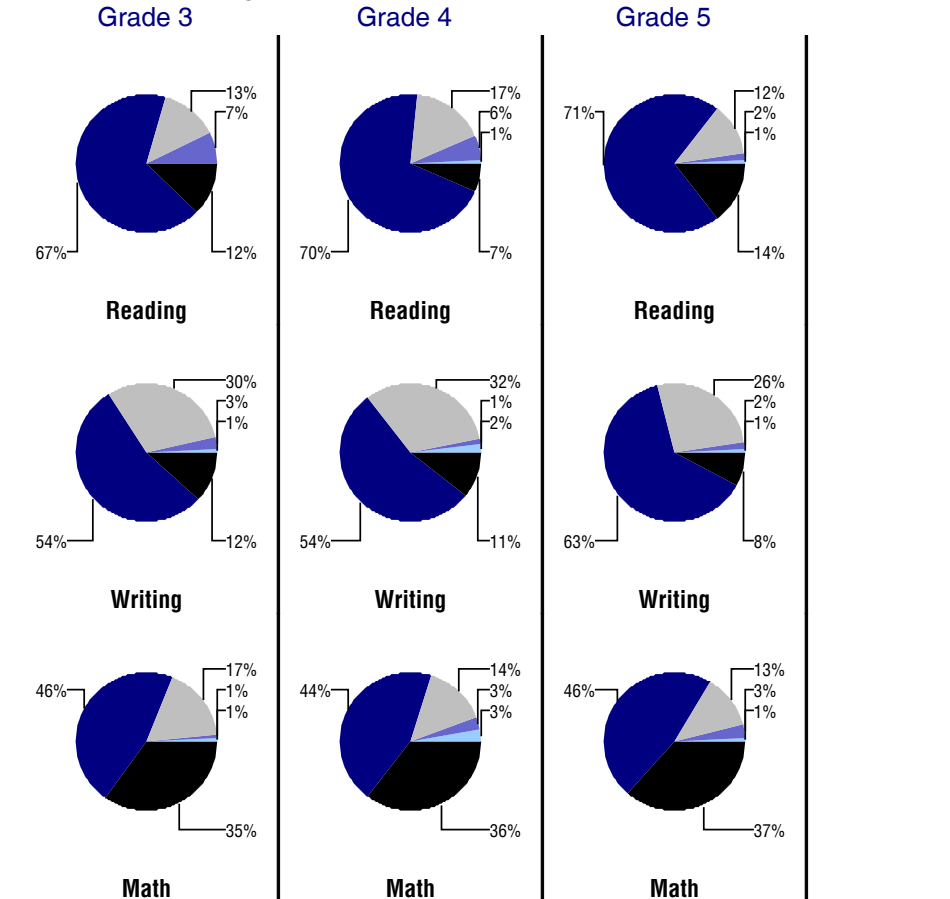 Grade 3 Grade 4 Grade 5
13% 17% 12%
7% 6% 71% 2%
1% 1%
67% 12% 70% 7% 14%
Reading Reading Reading
30% 32% 26%
3% 1% 2%
1% 2% 1%
54% 12% 54% 11% 63% 8%
Writing Writing Writing
17% 14% 13%
46% 1% 44% 3% 46% 3%
1% 3% 1%
35% 36% 37%
Math Math Math